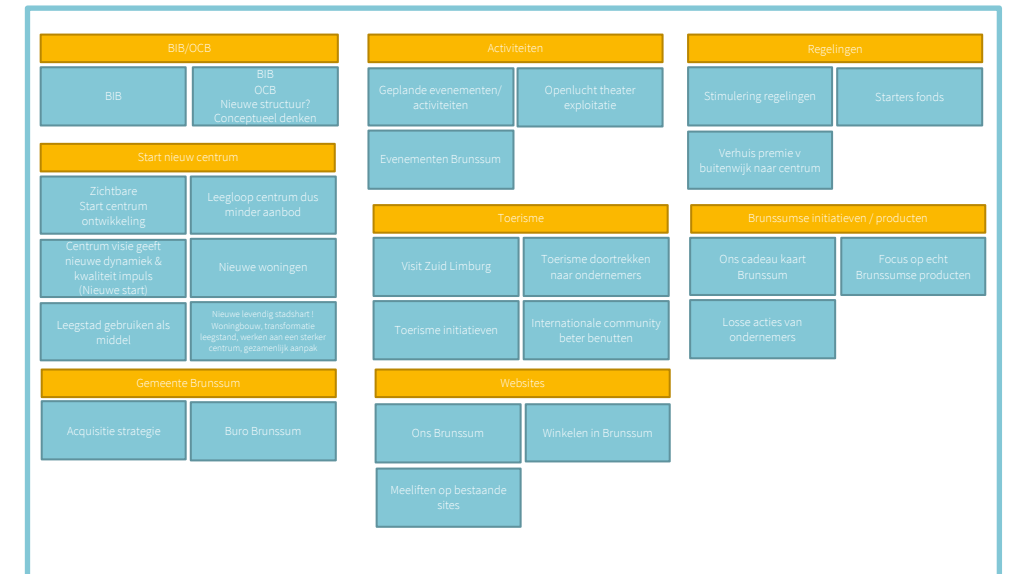 BIB/OCB
BIB
BIB
OCB
Nieuwe structuur?
Conceptueel denken
Start nieuw centrum
Zichtbare
Start centrum
ontwikkeling
Leegloop centrum dus
minder aanbod
Centrum visie geeft
nieuwe dynamiek &
kwaliteit impuls
(Nieuwe start)
Nieuwe woningen
Leegstad gebruiken als
middel
Nieuwe levendig stadshart !
Woningbouw, transformatie
leegstand, werken aan een sterker
centrum, gezamenlijk aanpak
Gemeente Brunssum
Acquisitie strategie
Buro Brunssum
Activiteiten
Geplande evenementen/
activiteiten
Openlucht theater
exploitatie
Evenementen Brunssum
Toerisme
Visit Zuid Limburg
Toerisme doortrekken
naar ondernemers
Toerisme initiatieven
Internationale community
beter benutten
Websites
Ons Brunssum
Winkelen in Brunssum
Meeliften op bestaande
sites
Regelingen
Stimulering regelingen
Starters fonds
Verhuis premie v
buitenwijk naar centrum
Brunssumse initiatieven / producten
Ons cadeau kaart
Brunssum
Focus op echt
Brunssumse producten
Losse acties van
ondernemers